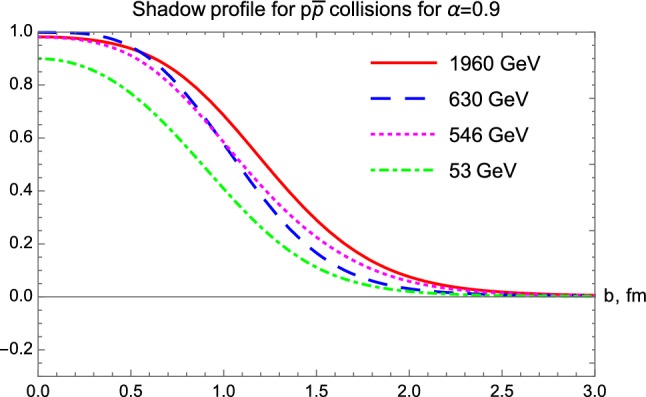 Shadow profile for pp̅ collisions for α=0.9
1.0
0.8
0.6
0.4
0.2
0.0
−0.2
1960 GeV
630 GeV
546 GeV
53 GeV
b, fm
0.0 0.5 1.0 1.5 2.0 2.5 3.0